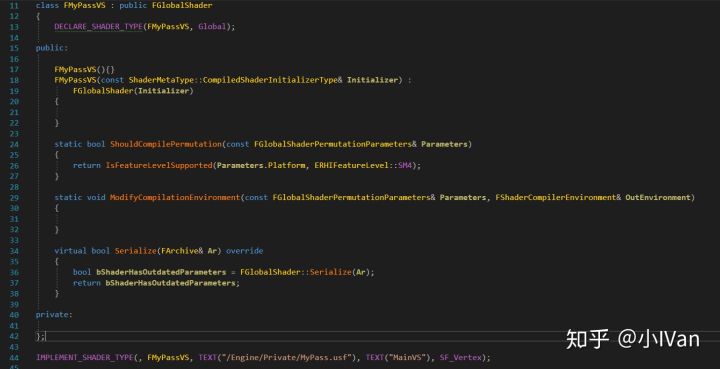 11 class FMyPassVS : public FGlobalShader
12 {
13 DECLARE_SHADER_TYPE(FMyPassVS, Global);
14
15 public:
16
17 FMyPassVS(){}
18 FMyPassVS(const ShaderMetaType::CompiledShaderInitializerType& Initializer) :
19 FGlobalShader(Initializer)
20 {
21
22 }
23
24 static bool ShouldCompilePermutation(const FGlobalShaderPermutationParameters& Parameters)
25 {
26 return IsFeatureLevelSupported(Parameters.Platform, ERHIFeatureLevel::SM4);
27 }
28
29 static void ModifyCompilationEnvironment(const FGlobalShaderPermutationParameters& Parameters, FShaderCompilerEnvironment& OutEnvironment)
30 {
31
32 }
33
34 virtual bool Serialize(FArchive& Ar) override
35 {
36 bool bShaderHasOutdatedParameters = FGlobalShader::Serialize(Ar);
37 return bShaderHasOutdatedParameters;
38 }
39
40 private:
41
42 };
43
44 IMPLEMENT_SHADER_TYPE(, FMyPassVS, TEXT("/Engine/Private/MyPass.usf"), TEXT("MainVS"), SF_Vertex);
知乎 @小IVan